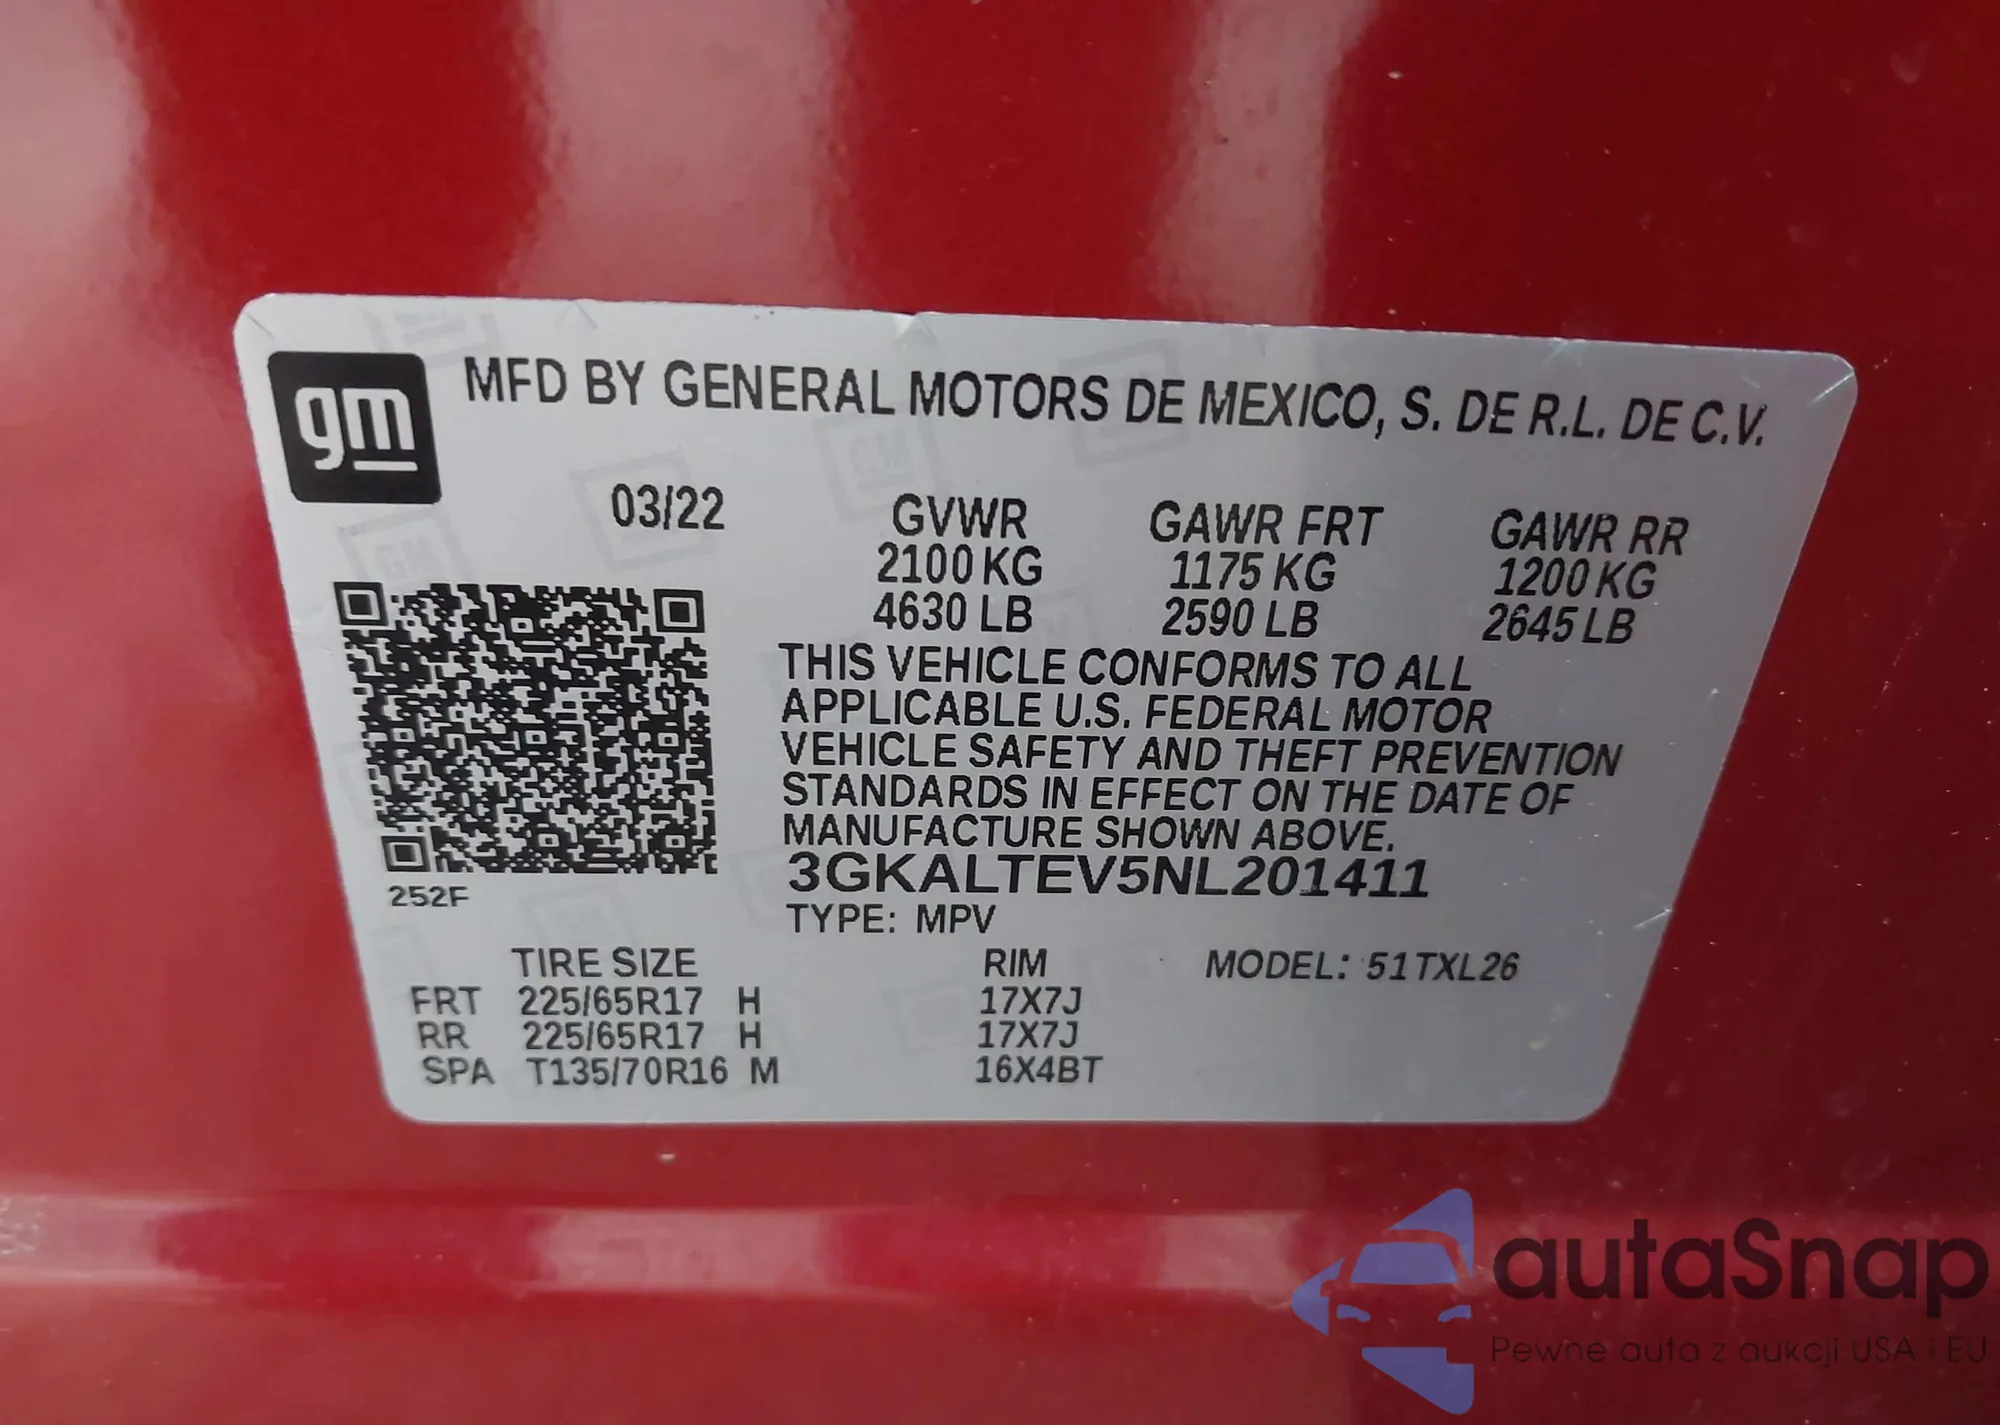 gm
MFD BY GENERAL MOTORS DE MEXICO, S. DE R.L. DE C.V.
03/22
GVWR GAWR FRT GAWR RR
2100 KG 1175 KG 1200 KG
4630 LB 2590 LB 2645 LB
THIS VEHICLE CONFORMS TO ALL
APPLICABLE U.S. FEDERAL MOTOR
VEHICLE SAFETY AND THEFT PREVENTION
STANDARDS IN EFFECT ON THE DATE OF
MANUFACTURE SHOWN ABOVE.
3GKALTEV5NL201411
252F
TYPE: MPV
TIRE SIZE RIM MODEL: 51TXL26
FRT 225/65R17 H 17X7J
RR 225/65R17 H 17X7J
SPA T135/70R16 M 16X4BT
autaSnap
Pewne auta z aukcji USA i EU